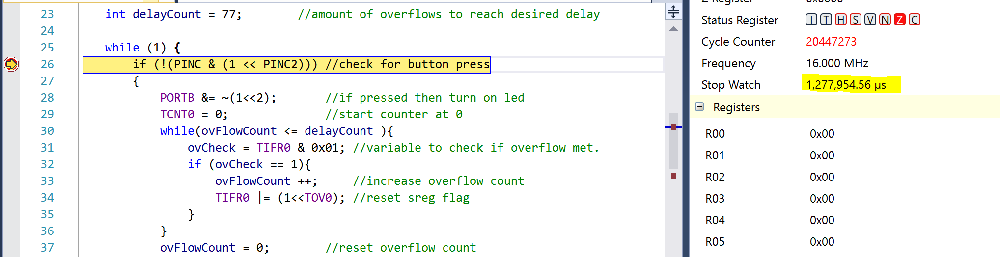 23 int delayCount = 77; //amount of overflows to reach desired delay
24
25 while (1) {
26 if (!(PINC & (1 << PINC2))) //check for button press
27 {
28 PORTB &= ~(1<<2); //if pressed then turn on led
29 TCNT0 = 0; //start counter at 0
30 while(ovFlowCount <= delayCount ){
31 ovCheck = TIFR0 & 0x01; //variable to check if overflow met.
32 if (ovCheck == 1){
33 ovFlowCount ++; //increase overflow count
34 TIFR0 |= (1<<TOV0); //reset sreg flag
35 }
36 }
37 ovFlowCount = 0; //reset overflow count
Z Register 0x0000
Status Register I T H S V N Z C
Cycle Counter 20447273
Frequency 16.000 MHz
Stop Watch 1,277,954.56 µs
Registers
R00 0x00
R01 0x00
R02 0x00
R03 0x00
R04 0x00
R05 0x00